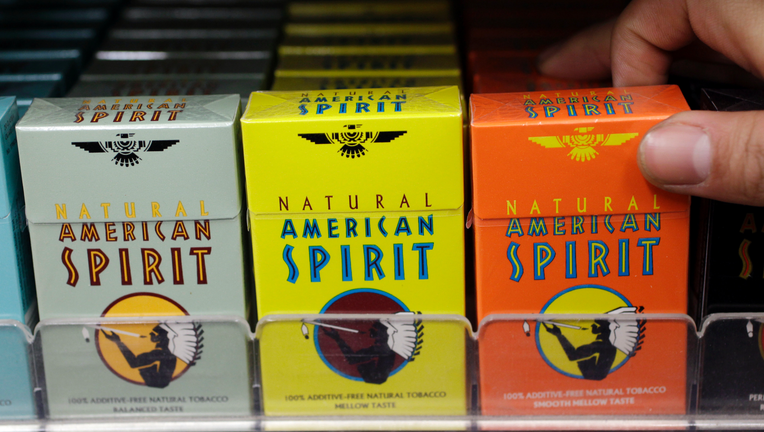 NATURAL
AMERICAN
SPIRIT
NATURAL
AMERICAN
SPIRIT
100% ADDITIVE-FREE NATURAL TOBACCO
BALANCED TASTE
NATURAL
AMERICAN
SPIRIT
NATURAL
AMERICAN
SPIRIT
100% ADDITIVE-FREE NATURAL TOBACCO
MELLOW TASTE
NATURAL
AMERICAN
SPIRIT
NATURAL
AMERICAN
SPIRIT
100% ADDITIVE-FREE NATURAL TOBACCO
SMOOTH MELLOW TASTE